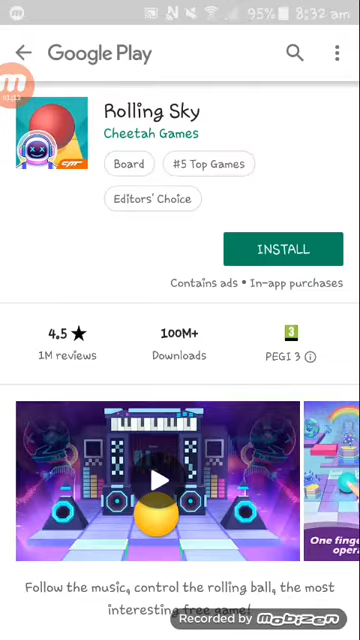 95% 8:32 am
Google Play
Rolling Sky
Cheetah Games
Board
#5 Top Games
Editors' Choice
INSTALL
Contains ads • In-app purchases
4.5 ★
1M reviews
100M+
Downloads
3
PEGI 3
One finger
opera
Follow the music, control the rolling ball, the most
interesting free game!
Recorded by Mobizen